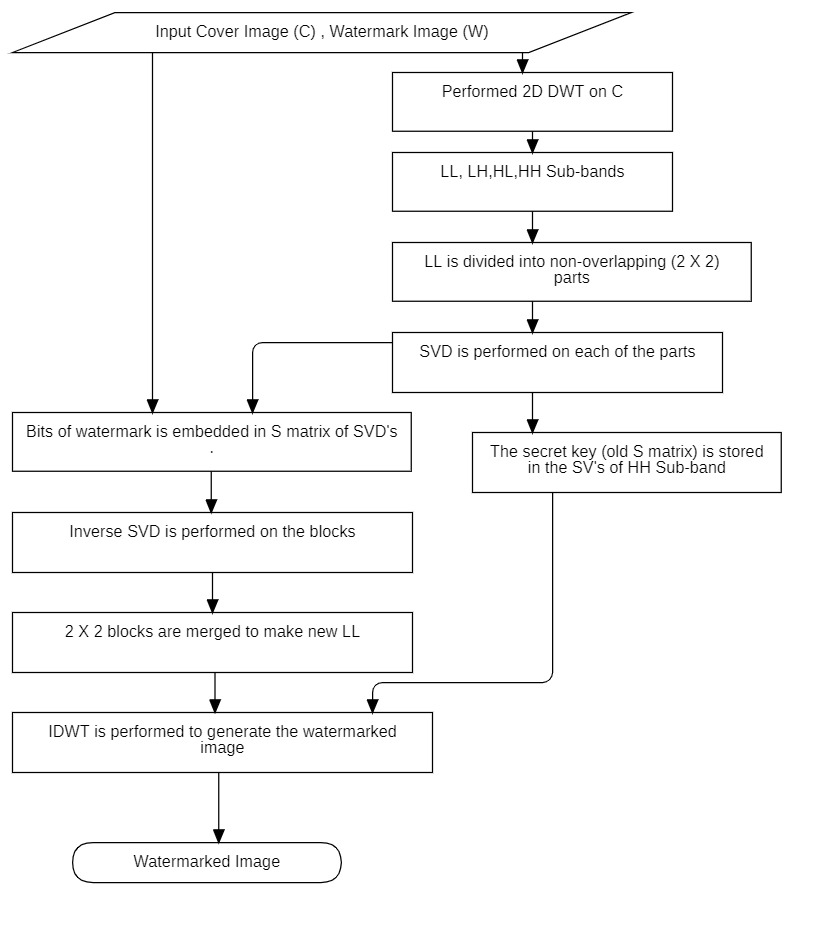 Input Cover Image (C) , Watermark Image (W)
Performed 2D DWT on C
LL, LH,HL,HH Sub-bands
LL is divided into non-overlapping (2 X 2)
parts
SVD is performed on each of the parts
Bits of watermark is embedded in S matrix of SVD's
.
The secret key (old S matrix) is stored
in the SV's of HH Sub-band
Inverse SVD is performed on the blocks
2 X 2 blocks are merged to make new LL
IDWT is performed to generate the watermarked
image
Watermarked Image